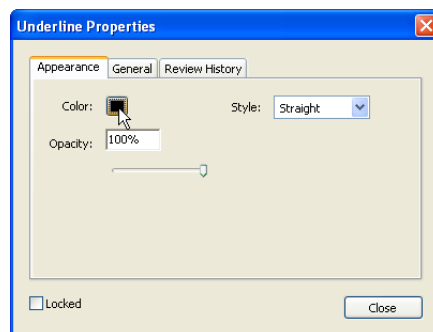 Underline Properties
Appearance General Review History
Color: Style: Straight
Opacity: 100%
Locked Close